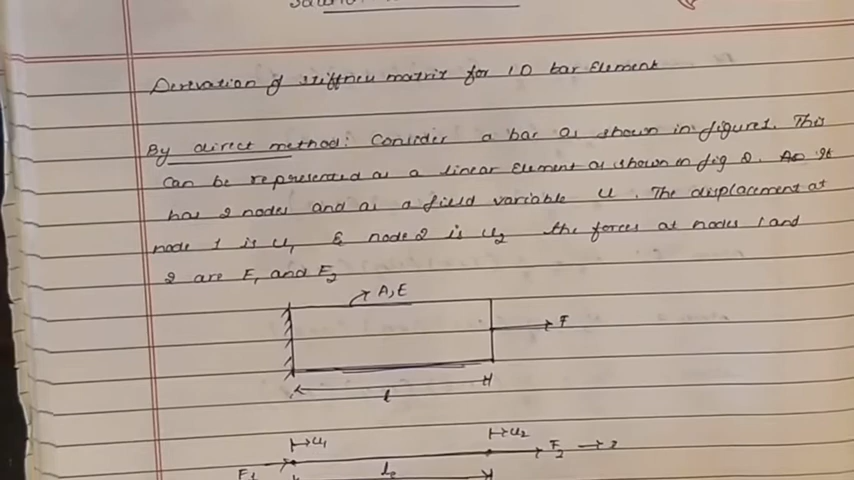 Derivation of stiffness matrix for 1D bar Element
By direct method: Consider a bar as shown in figure1. This
can be represented as a linear Element as shown in fig 2. It
has 2 nodes and as a field variable u. The displacement at
node 1 is u₁ & node 2 is u₂ the forces at nodes 1 and
2 are F₁ and F₂
A,E
F
l
u₁
u₂
F₁
lₑ
F₂